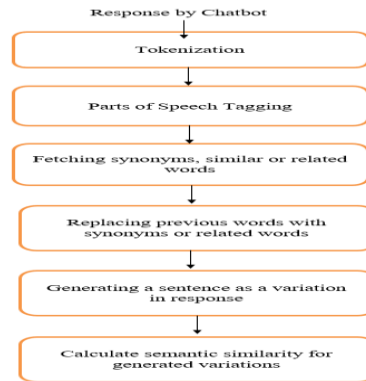 Response by Chatbot
Tokenization
Parts of Speech Tagging
Fetching synonyms, similar or related
words
Replacing previous words with
synonyms or related words
Generating a sentence as a variation
in response
Calculate semantic similarity for
generated variations